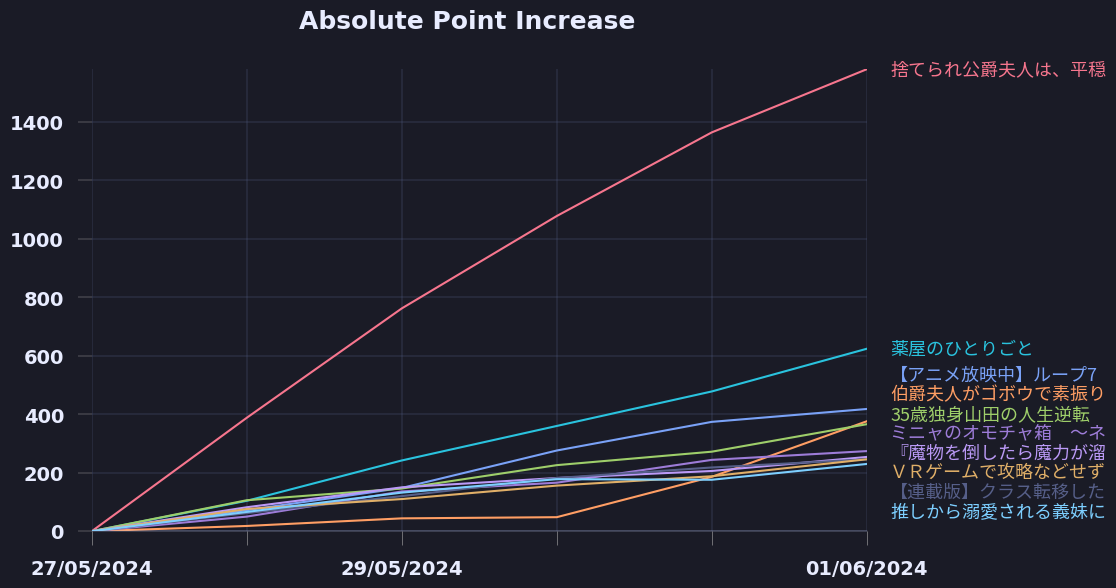 Absolute Point Increase
捨てられ公爵夫人は、平穏
1400
1200
1000
800
600
400
200
0
薬屋のひとりごと
【アニメ放映中】ループ7
伯爵夫人がゴボウで素振り
35歳独身山田の人生逆転
ミニャのオモチャ箱　～ネ
『魔物を倒したら魔力が溜
ＶＲゲームで攻略などせず
【連載版】クラス転移した
推しから溺愛される義妹に
27/05/2024
29/05/2024
01/06/2024